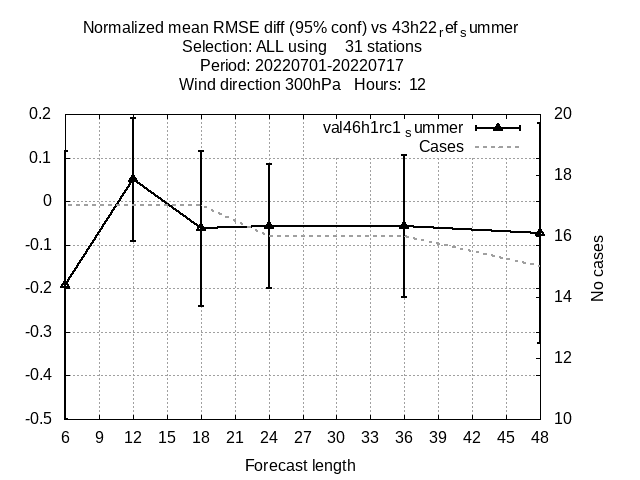 Normalized mean RMSE diff (95% conf) vs 43h22refsummer
Selection: ALL using 31 stations
Period: 20220701-20220717
Wind direction 300hPa Hours: 12
val46h1rc1summer
Cases
0.2
0.1
0
-0.1
-0.2
-0.3
-0.4
-0.5
20
18
16
14
12
10
No cases
6 9 12 15 18 21 24 27 30 33 36 39 42 45 48
Forecast length